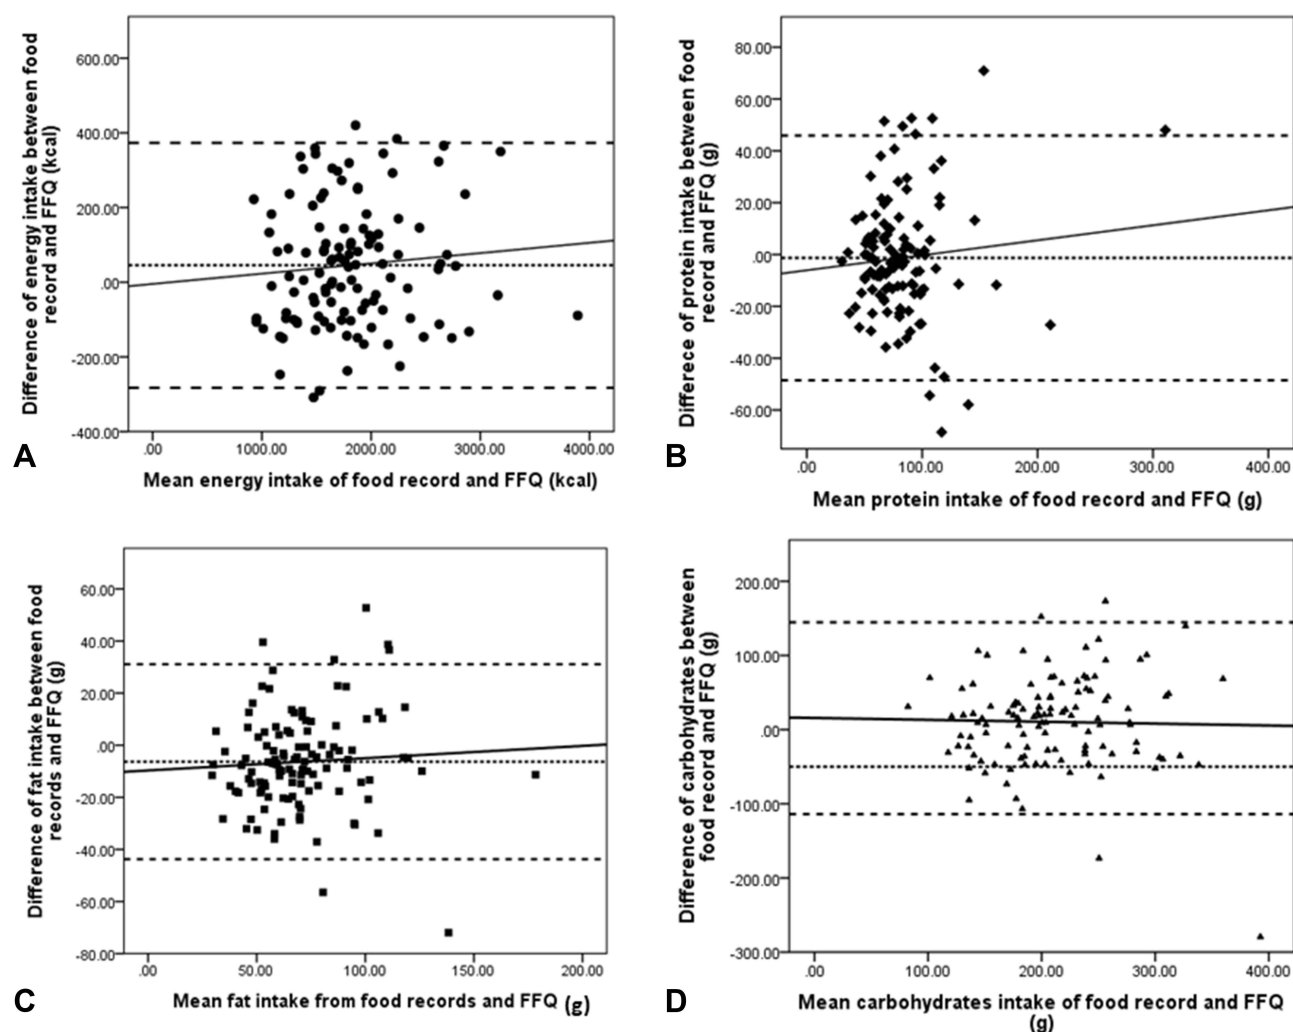 Difference of energy intake between food
record and FFQ (kcal)
600.00
400.00
200.00
.00
-200.00
-400.00
.00 1000.00 2000.00 3000.00 4000.00
A
Mean energy intake of food record and FFQ (kcal)
Differece of protein intake between food
record and FFQ (g)
80.00
60.00
40.00
20.00
.00
-20.00
-40.00
-60.00
.00 100.00 200.00 300.00 400.00
B
Mean protein intake of food record and FFQ (g)
Difference of fat intake between food
records and FFQ (g)
60.00
40.00
20.00
.00
-20.00
-40.00
-60.00
-80.00
.00 50.00 100.00 150.00 200.00
C
Mean fat intake from food records and FFQ (g)
Difference of carbohydrates between
food record and FFQ (g)
200.00
100.00
.00
-100.00
-200.00
-300.00
.00 100.00 200.00 300.00 400.00
D
Mean carbohydrates intake of food record and FFQ
(g)